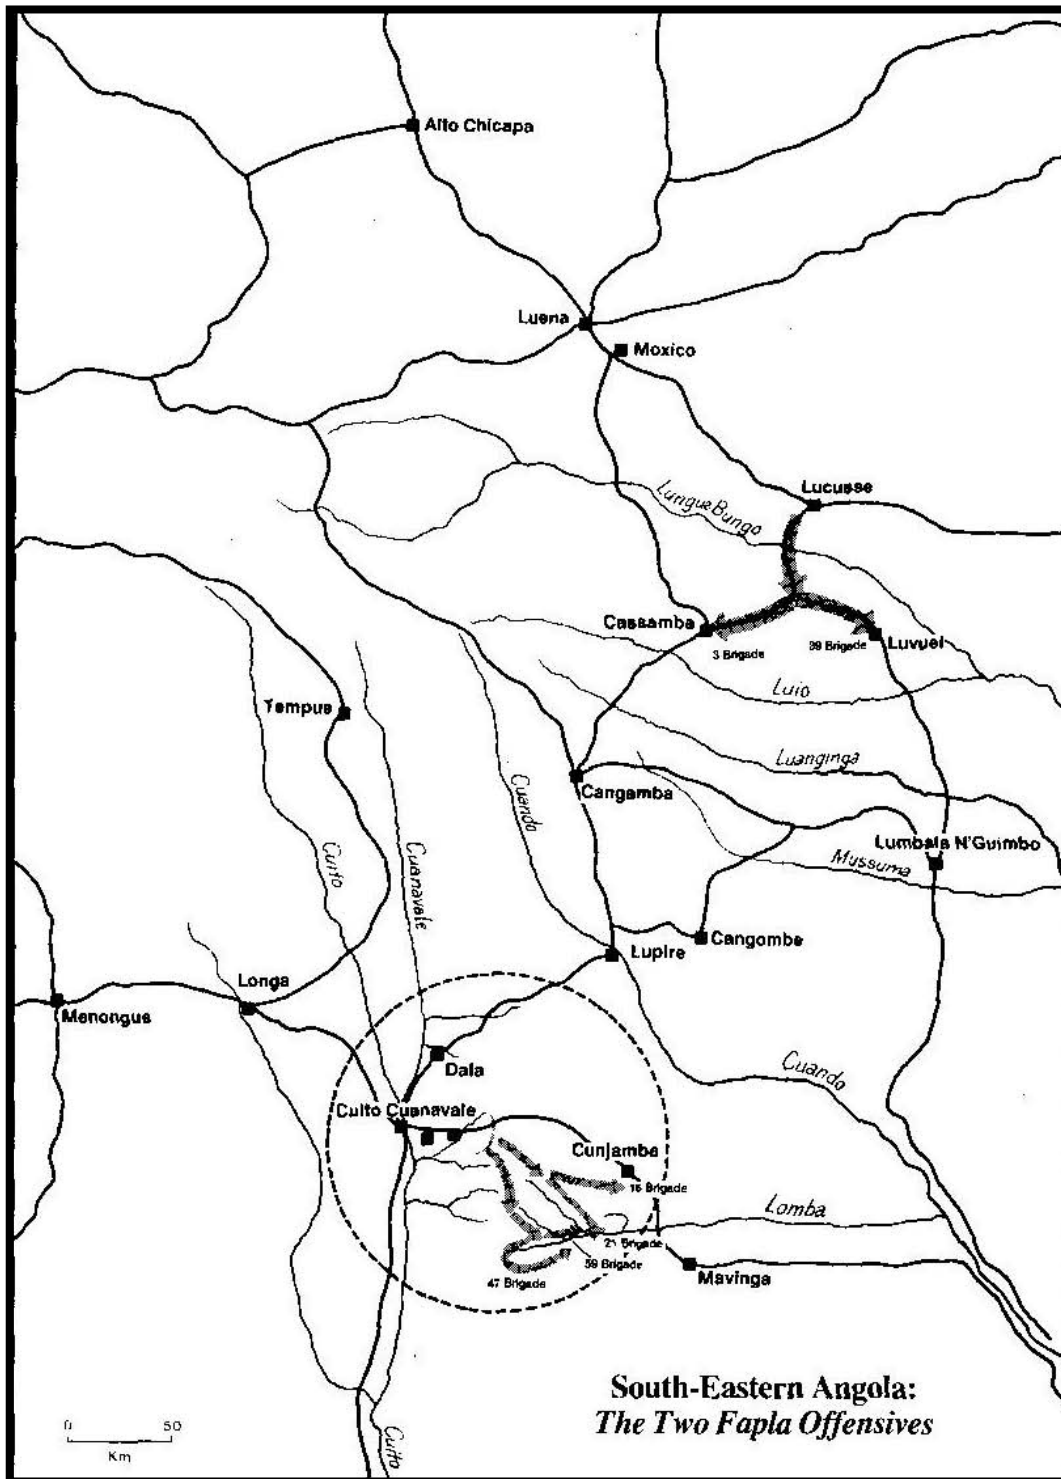 Alto Chicapa
Luena
Moxico
Lucusse
Lungue Bungo
Cassamba
3 Brigade
39 Brigade
Luvuei
Luio
Tempue
Luanginga
Cangamba
Cuando
Lumbala N'Guimbo
Mussuma
Cuito
Cuanavale
Cangombe
Lupire
Longa
Menongue
Dala
Cuando
Cuito Cuanavale
Cunjamba
16 Brigade
Lomba
21 Brigade
59 Brigade
Mavinga
47 Brigade
South-Eastern Angola:
The Two Fapla Offensives
0 50
Km
Cuito